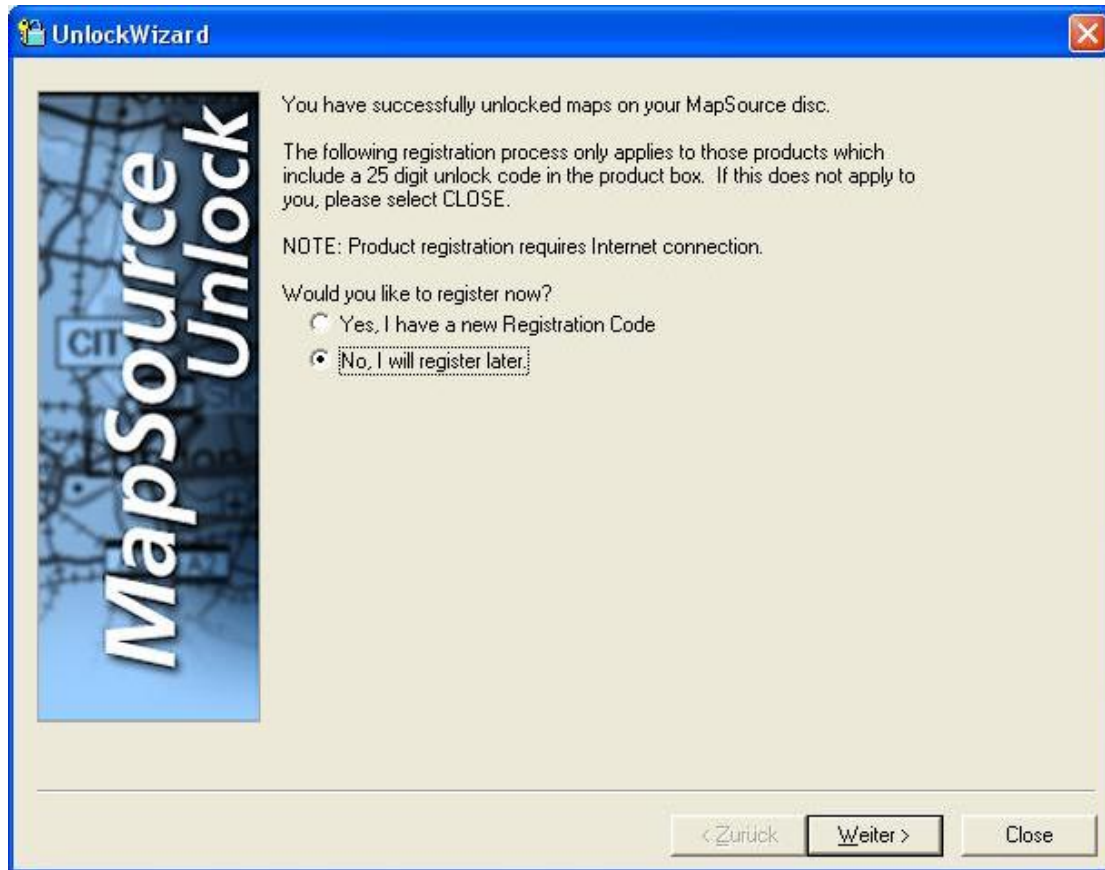 UnlockWizard
MapSource
Unlock
CITY
London
A2
You have successfully unlocked maps on your MapSource disc.
The following registration process only applies to those products which
include a 25 digit unlock code in the product box. If this does not apply to
you, please select CLOSE.
NOTE: Product registration requires Internet connection.
Would you like to register now?
Yes, I have a new Registration Code
No, I will register later.
< Zurück
Weiter >
Close